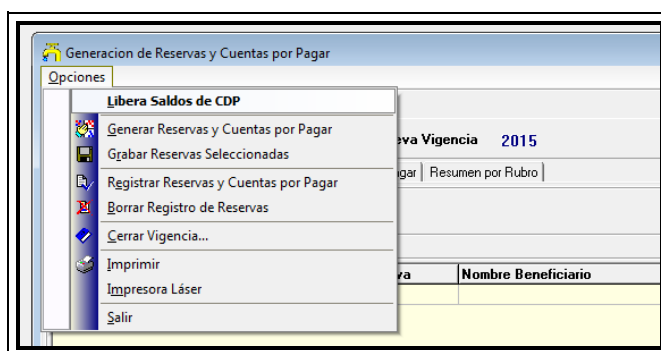 Generacion de Reservas y Cuentas por Pagar
Opciones
Libera Saldos de CDP
Generar Reservas y Cuentas por Pagar
Grabar Reservas Seleccionadas
Registrar Reservas y Cuentas por Pagar
Borrar Registro de Reservas
Cerrar Vigencia...
Imprimir
Impresora Láser
Salir
eva Vigencia 2015
gar Resumen por Rubro
va Nombre Beneficiario